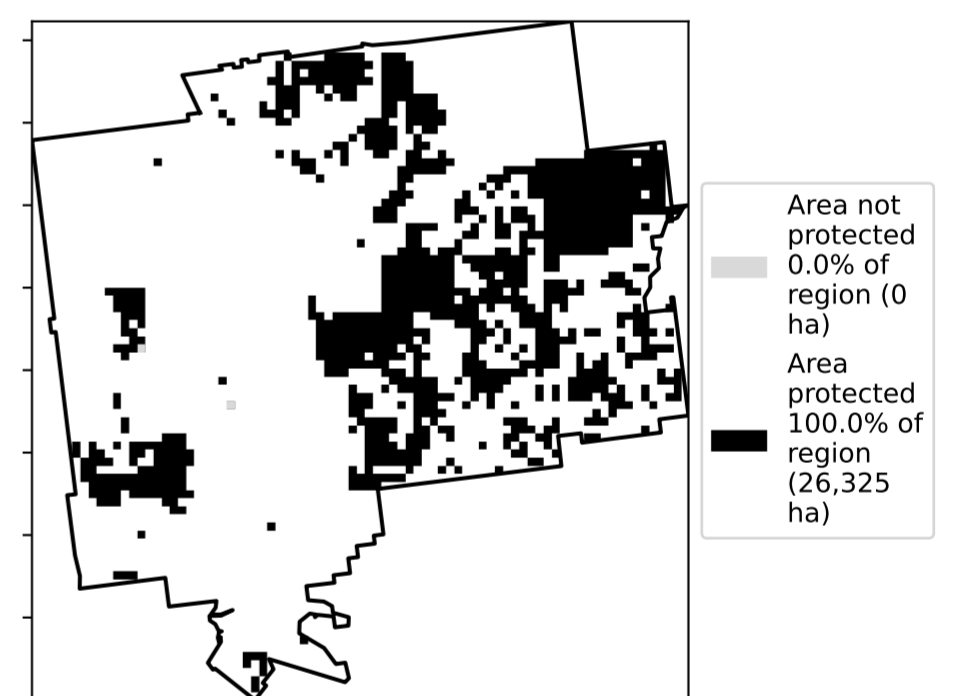 Area not
protected
0.0% of
region (0
ha)
Area
protected
100.0% of
region
(26,325
ha)